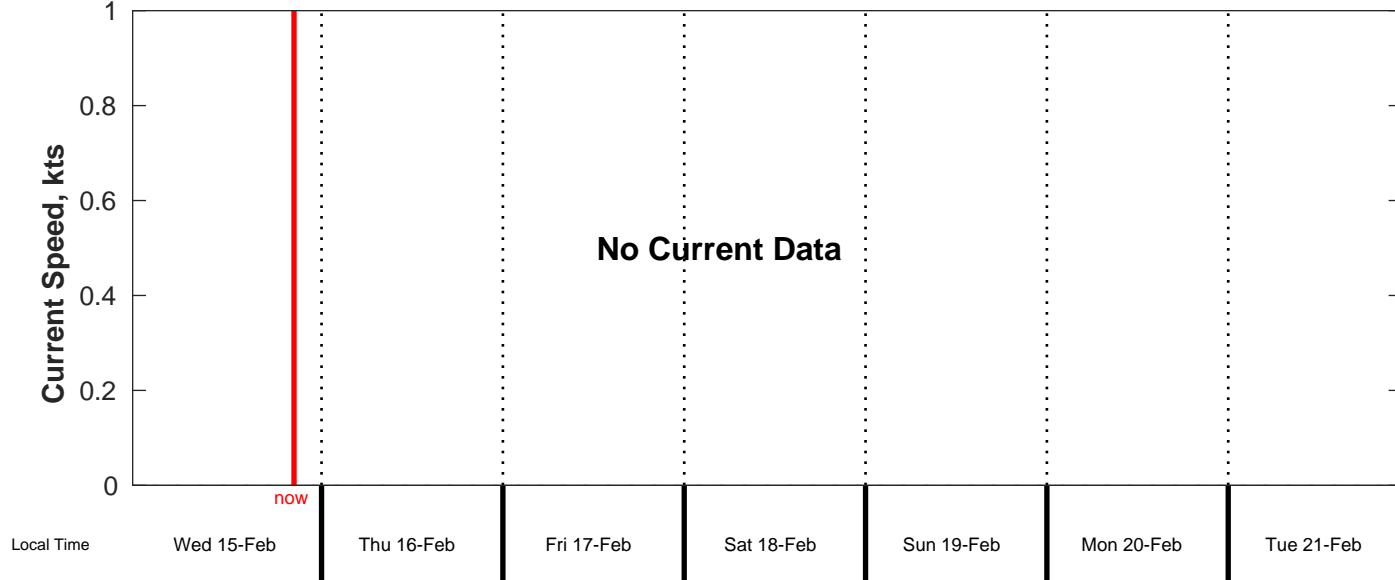 1
0.8
0.6
0.4
0.2
0
Current Speed, kts
No Current Data
now
Local Time Wed 15-Feb Thu 16-Feb Fri 17-Feb Sat 18-Feb Sun 19-Feb Mon 20-Feb Tue 21-Feb